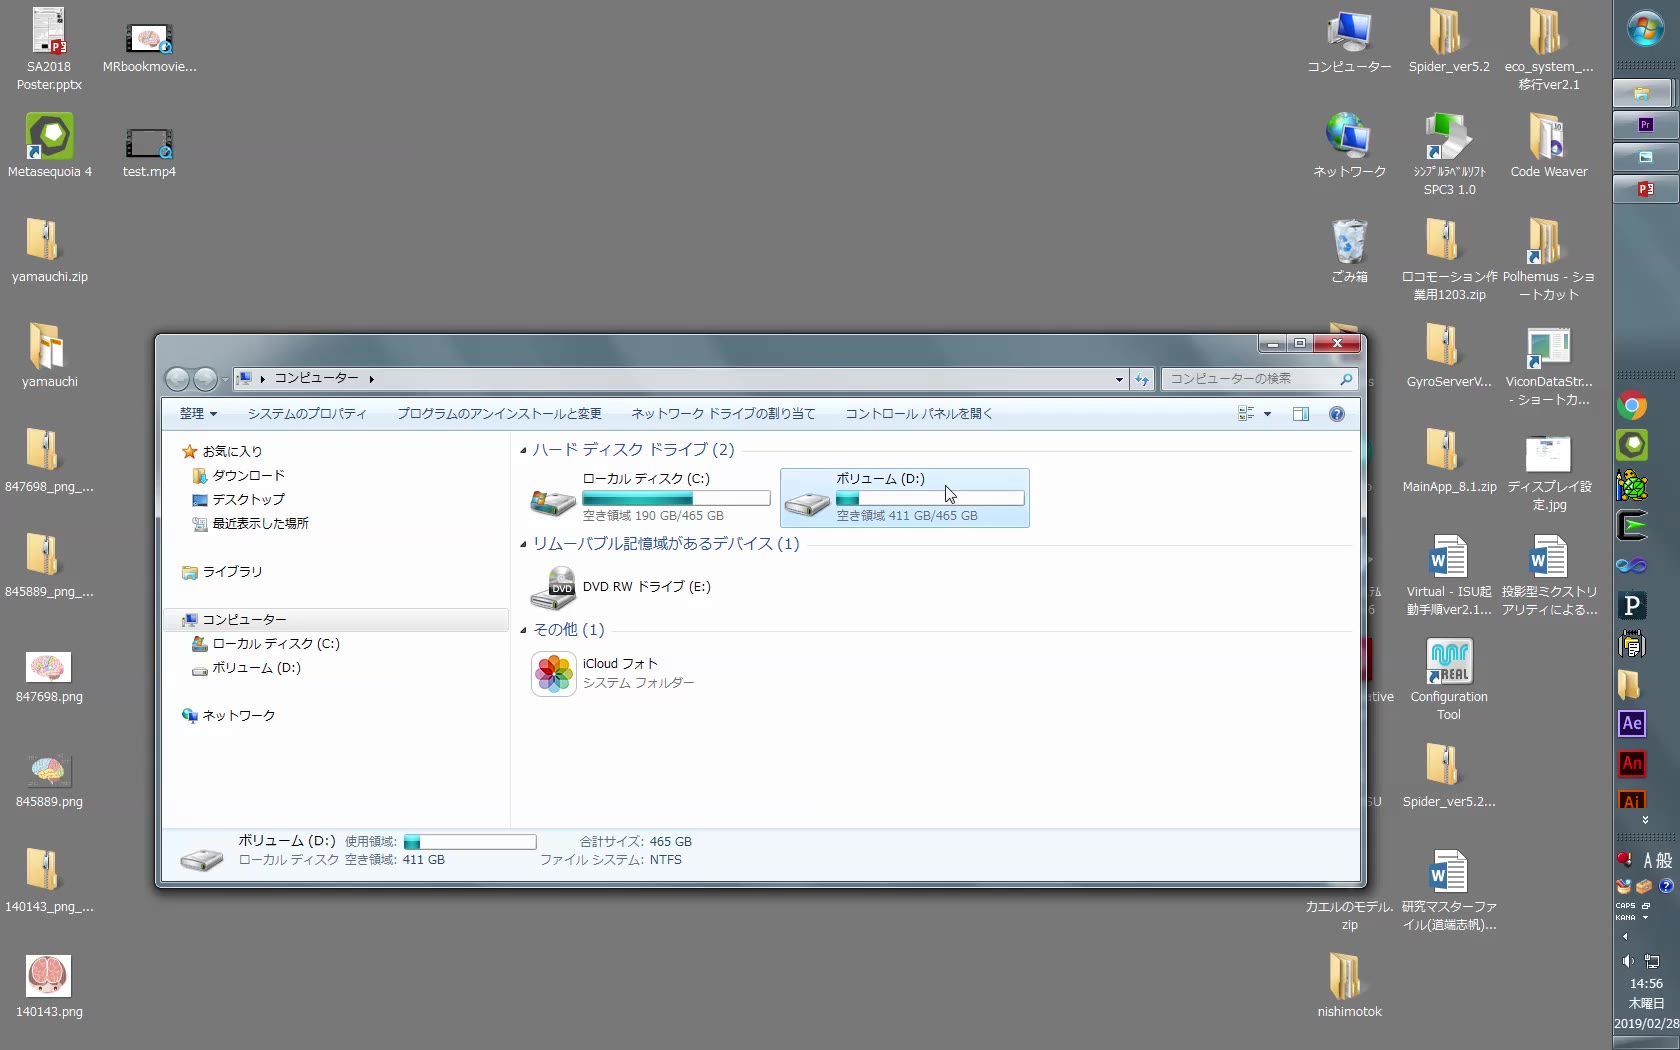 SA2018
Poster.pptx
MRbookmovie...
Metasequoia 4
test.mp4
yamauchi.zip
yamauchi
847698_png_...
845889_png_...
847698.png
845889.png
140143_png_...
140143.png
コンピューター
Spider_ver5.2
eco_system_...
移行ver2.1
ネットワーク
ｼﾝﾌﾟﾙﾗﾍﾞﾙﾘﾌﾄ
SPC3 1.0
Code Weaver
ごみ箱
ロコモーション作
業用1203.zip
Polhemus - ショ
ートカット
GyroServerV...
ViconDataStr...
- ショートカ...
MainApp_8.1.zip
ディスプレイ設
定.jpg
Virtual - ISU起
動手順ver2.1...
投影型ミクストリ
アリティによる...
REAL
Configuration
Tool
Spider_ver5.2...
カエルのモデル.
zip
研究マスターファ
イル(道端志帆)...
nishimotok
コンピューター
コンピューターの検索
整理
システムのプロパティ
プログラムのアンインストールと変更
ネットワーク ドライブの割り当て
コントロール パネルを開く
お気に入り
ダウンロード
デスクトップ
最近表示した場所
ライブラリ
コンピューター
ローカル ディスク (C:)
ボリューム (D:)
ネットワーク
ハード ディスク ドライブ (2)
ローカル ディスク (C:)
空き領域 190 GB/465 GB
ボリューム (D:)
空き領域 411 GB/465 GB
リムーバブル記憶域があるデバイス (1)
DVD
DVD RW ドライブ (E:)
その他 (1)
iCloud フォト
システム フォルダー
ボリューム (D:) 使用領域: 合計サイズ: 465 GB
ローカル ディスク 空き領域: 411 GB ファイル システム: NTFS
Pr
P
Ae
An
Ai
A 般
CAPS
KANA
14:56
木曜日
2019/02/28